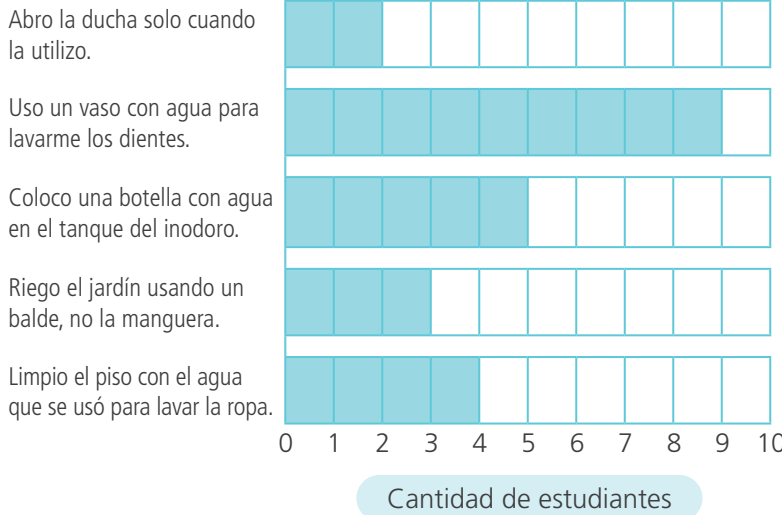 Abro la ducha solo cuando
la utilizo.
Uso un vaso con agua para
lavarme los dientes.
Coloco una botella con agua
en el tanque del inodoro.
Riego el jardín usando un
balde, no la manguera.
Limpio el piso con el agua
que se usó para lavar la ropa.
0 1 2 3 4 5 6 7 8 9 10
Cantidad de estudiantes